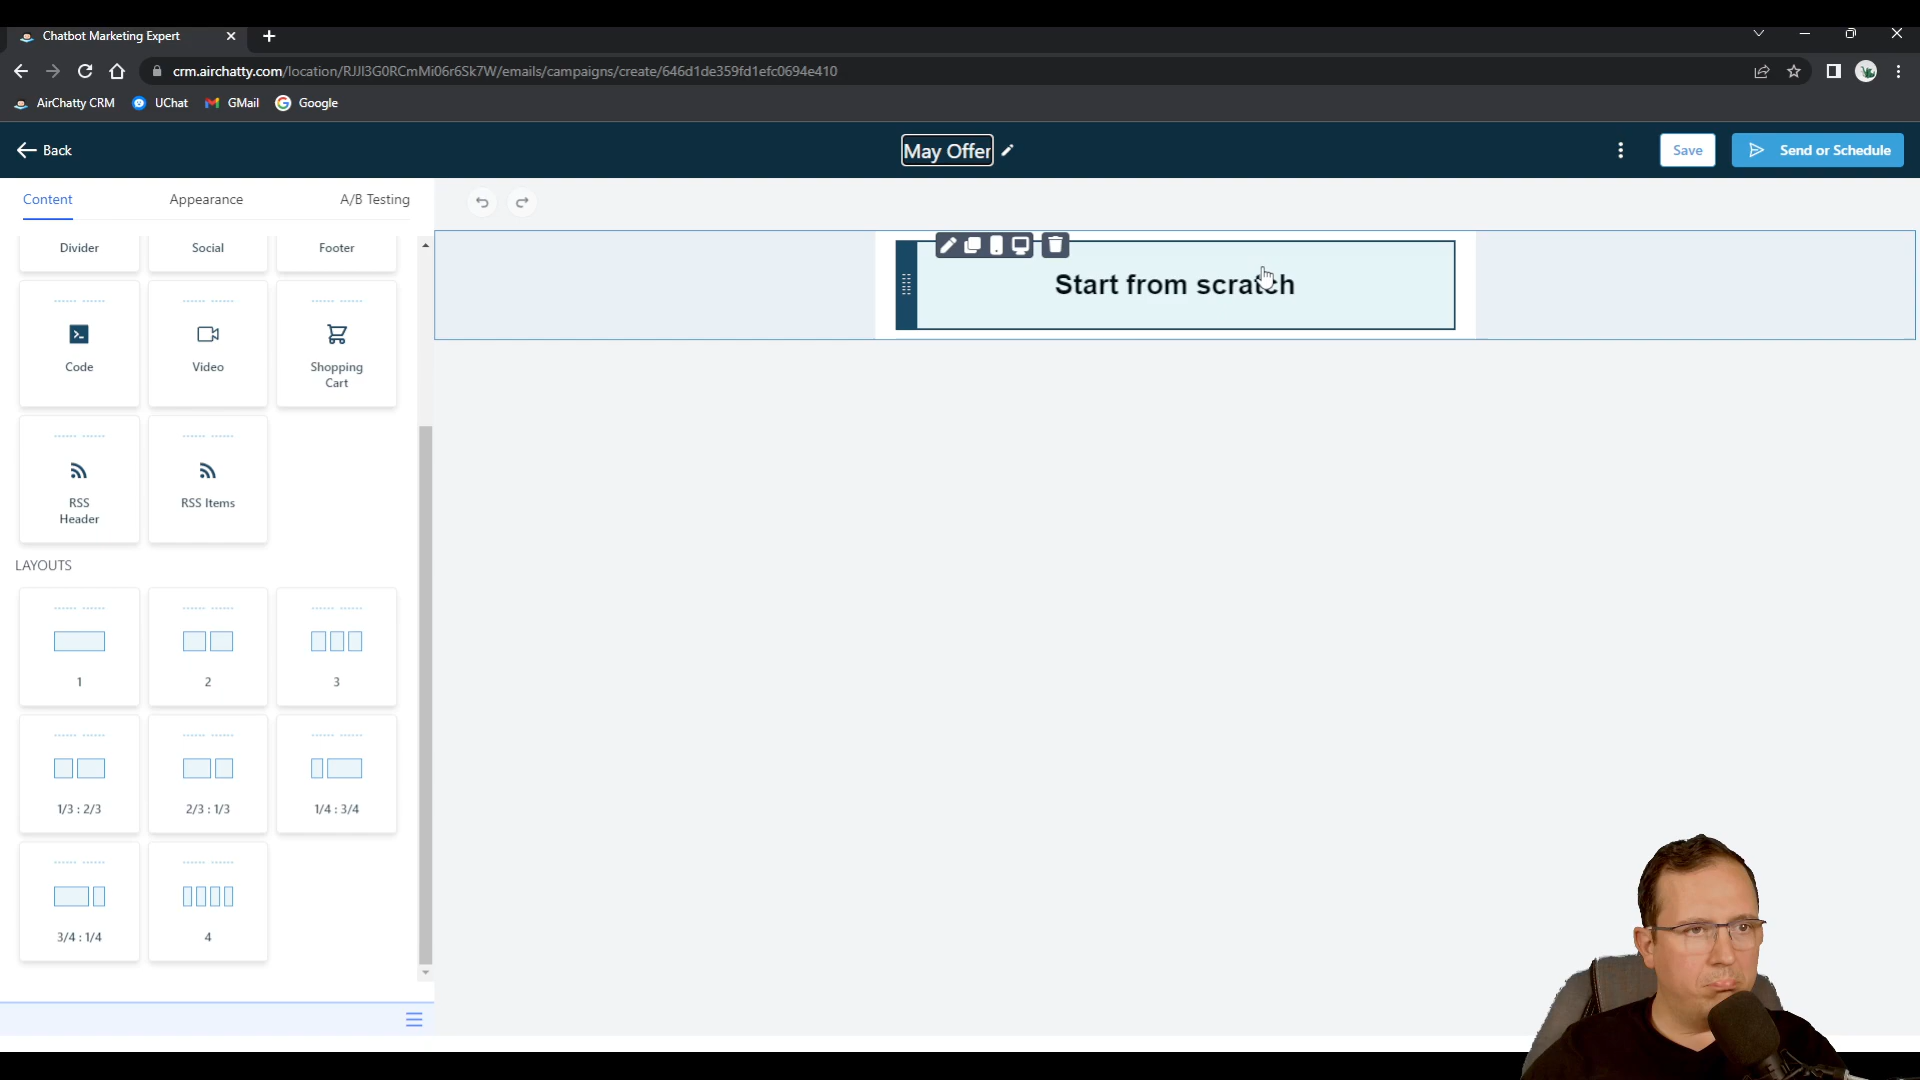 Chatbot Marketing Expert
crm.airchatty.com/location/RJJI3G0RCmMi06r6Sk7W/emails/campaigns/create/646d1de359fd1efc0694e410
AirChatty CRM UChat GMail Google
Back
May Offer
Save
Send or Schedule
Content Appearance A/B Testing
Divider Social Footer
Start from scratch
Code Video Shopping
Cart
RSS
Header
RSS Items
LAYOUTS
1 2 3
1/3 : 2/3 2/3 : 1/3 1/4 : 3/4
3/4 : 1/4 4